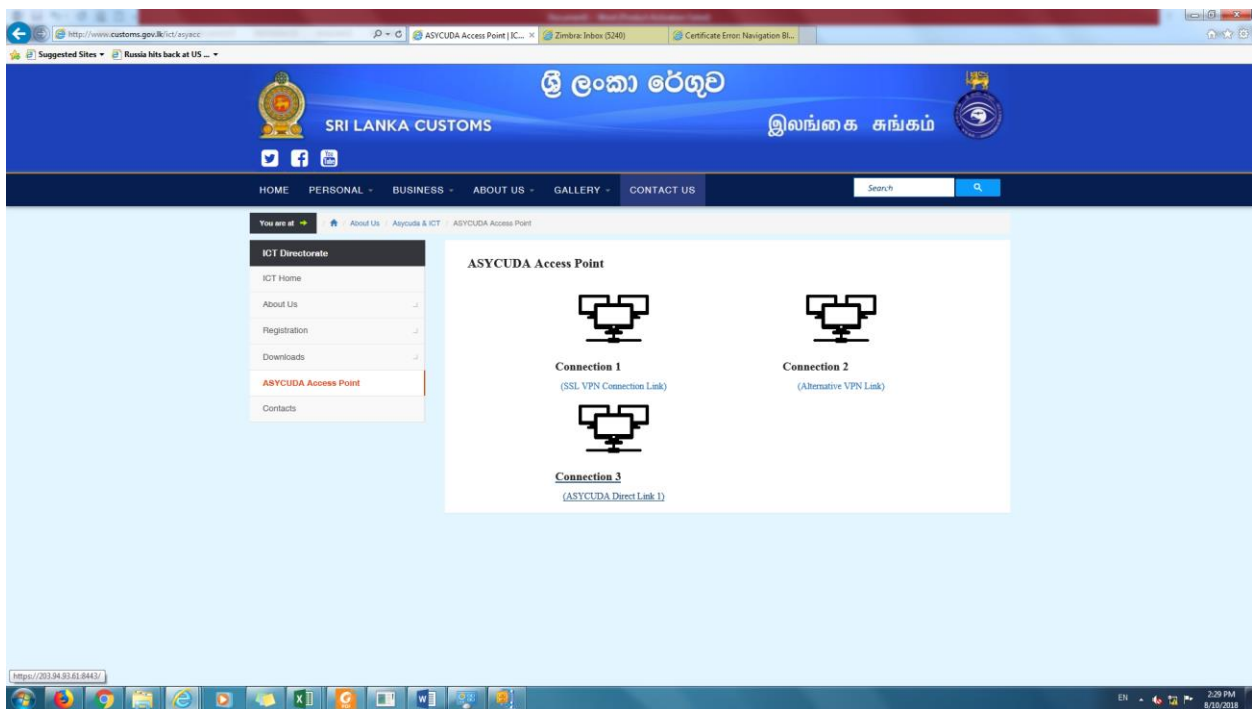 http://www.customs.gov.lk/ict/asyacc
ASYCUDA Access Point | IC...
Zimbra: Inbox (5240)
Certificate Error: Navigation Bl...
Suggested Sites
Russia hits back at US ...
ශ්‍රී ලංකා රේගුව
SRI LANKA CUSTOMS
இலங்கை சுங்கம்
You Tube
HOME PERSONAL BUSINESS ABOUT US GALLERY CONTACT US Search
You are at / About Us / Asycuda & ICT / ASYCUDA Access Point
ICT Directorate
ICT Home
About Us
Registration
Downloads
ASYCUDA Access Point
Contacts
ASYCUDA Access Point
Connection 1
(SSL VPN Connection Link)
Connection 2
(Alternative VPN Link)
Connection 3
(ASYCUDA Direct Link 1)
https://203.94.93.61:8443/
EN
2:29 PM
8/10/2018